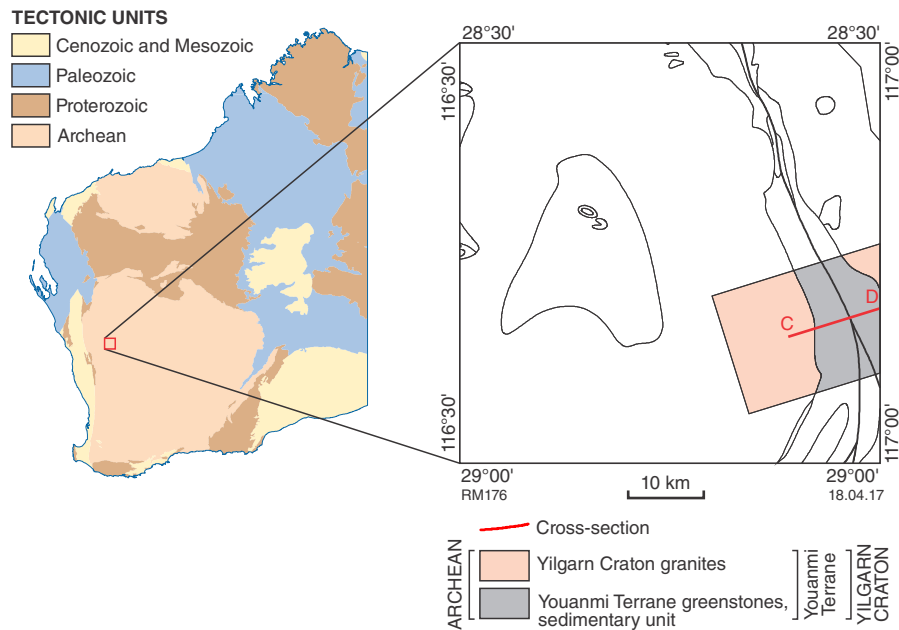 TECTONIC UNITS
Cenozoic and Mesozoic
Paleozoic
Proterozoic
Archean
28°30'
28°30'
116°30'
117°00'
C
D
116°30'
117°00'
29°00'
29°00'
RM176
10 km
18.04.17
Cross-section
ARCHEAN
Yilgarn Craton granites
Youanmi Terrane greenstones,
sedimentary unit
Youanmi
Terrane
YILGARN
CRATON